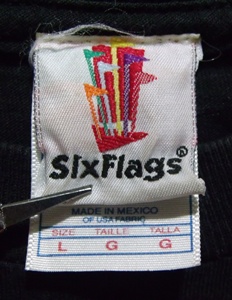 SixFlags®
MADE IN MEXICO
OF USA FABRIC
SIZE TAILLE TALLA
L G G